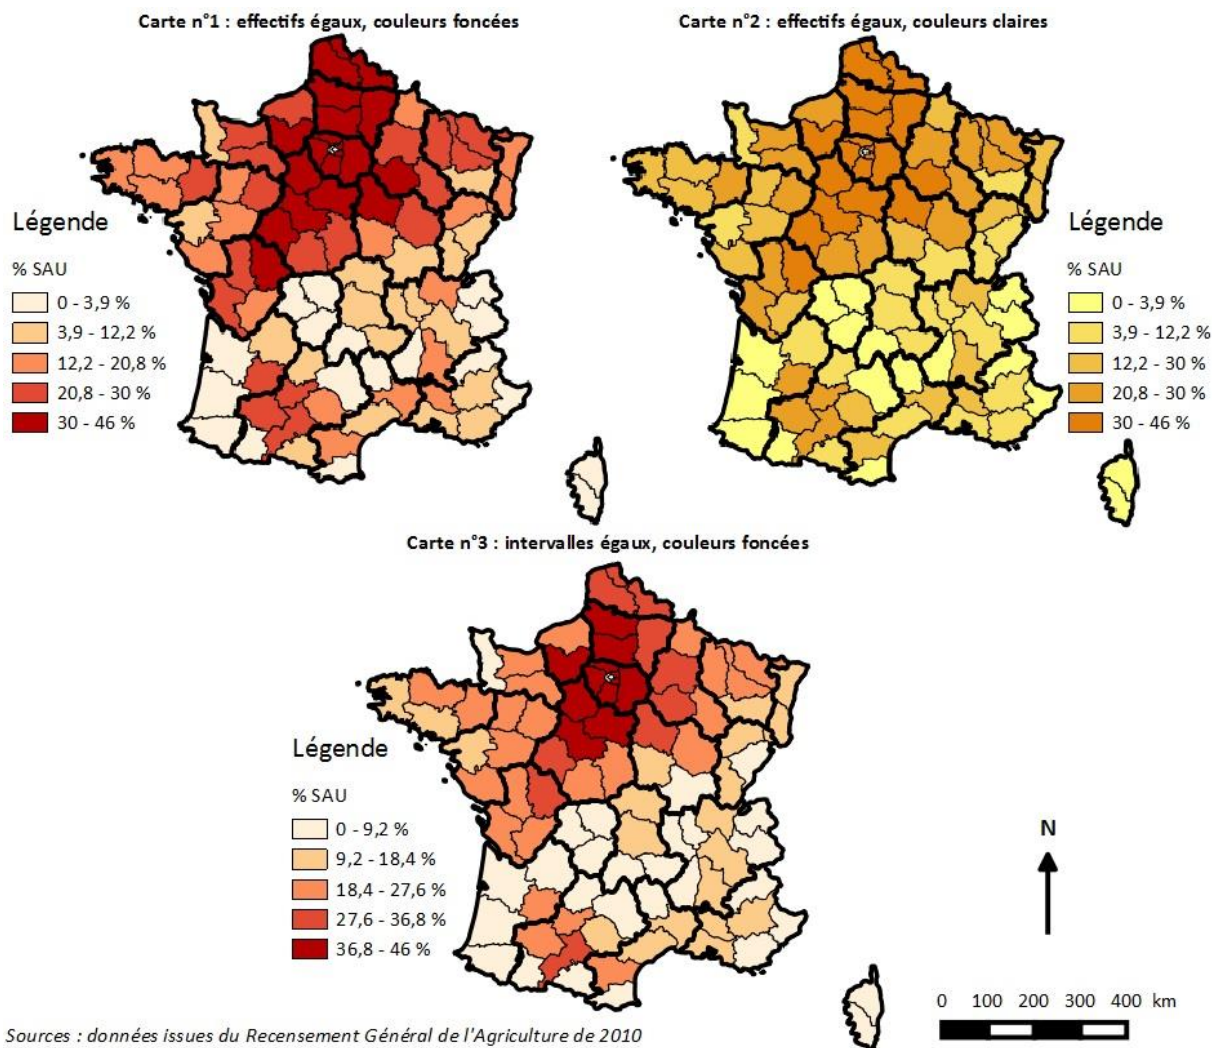 Carte n°1 : effectifs égaux, couleurs foncées
Carte n°2 : effectifs égaux, couleurs claires
Légende
% SAU
0 - 3,9 %
3,9 - 12,2 %
12,2 - 20,8 %
20,8 - 30 %
30 - 46 %
Légende
% SAU
0 - 3,9 %
3,9 - 12,2 %
12,2 - 30 %
20,8 - 30 %
30 - 46 %
Carte n°3 : intervalles égaux, couleurs foncées
Légende
% SAU
0 - 9,2 %
9,2 - 18,4 %
18,4 - 27,6 %
27,6 - 36,8 %
36,8 - 46 %
N
0 100 200 300 400 km
Sources : données issues du Recensement Général de l'Agriculture de 2010